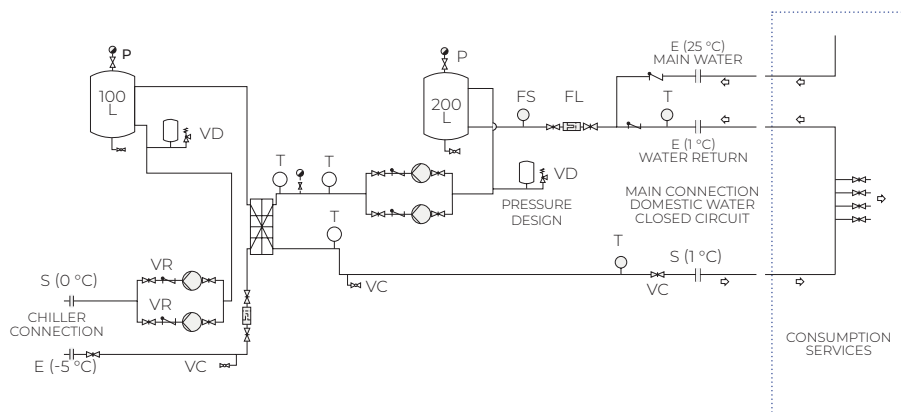 P
100
L
VD
P
200
L
FS
FL
E (25 °C)
MAIN WATER
T
E (1 °C)
WATER RETURN
T
T
VD
PRESSURE
DESIGN
MAIN CONNECTION
DOMESTIC WATER
CLOSED CIRCUIT
T
T
S (1 °C)
VC
VC
S (0 °C)
VR
VR
CHILLER
CONNECTION
E (-5 °C)
VC
CONSUMPTION
SERVICES